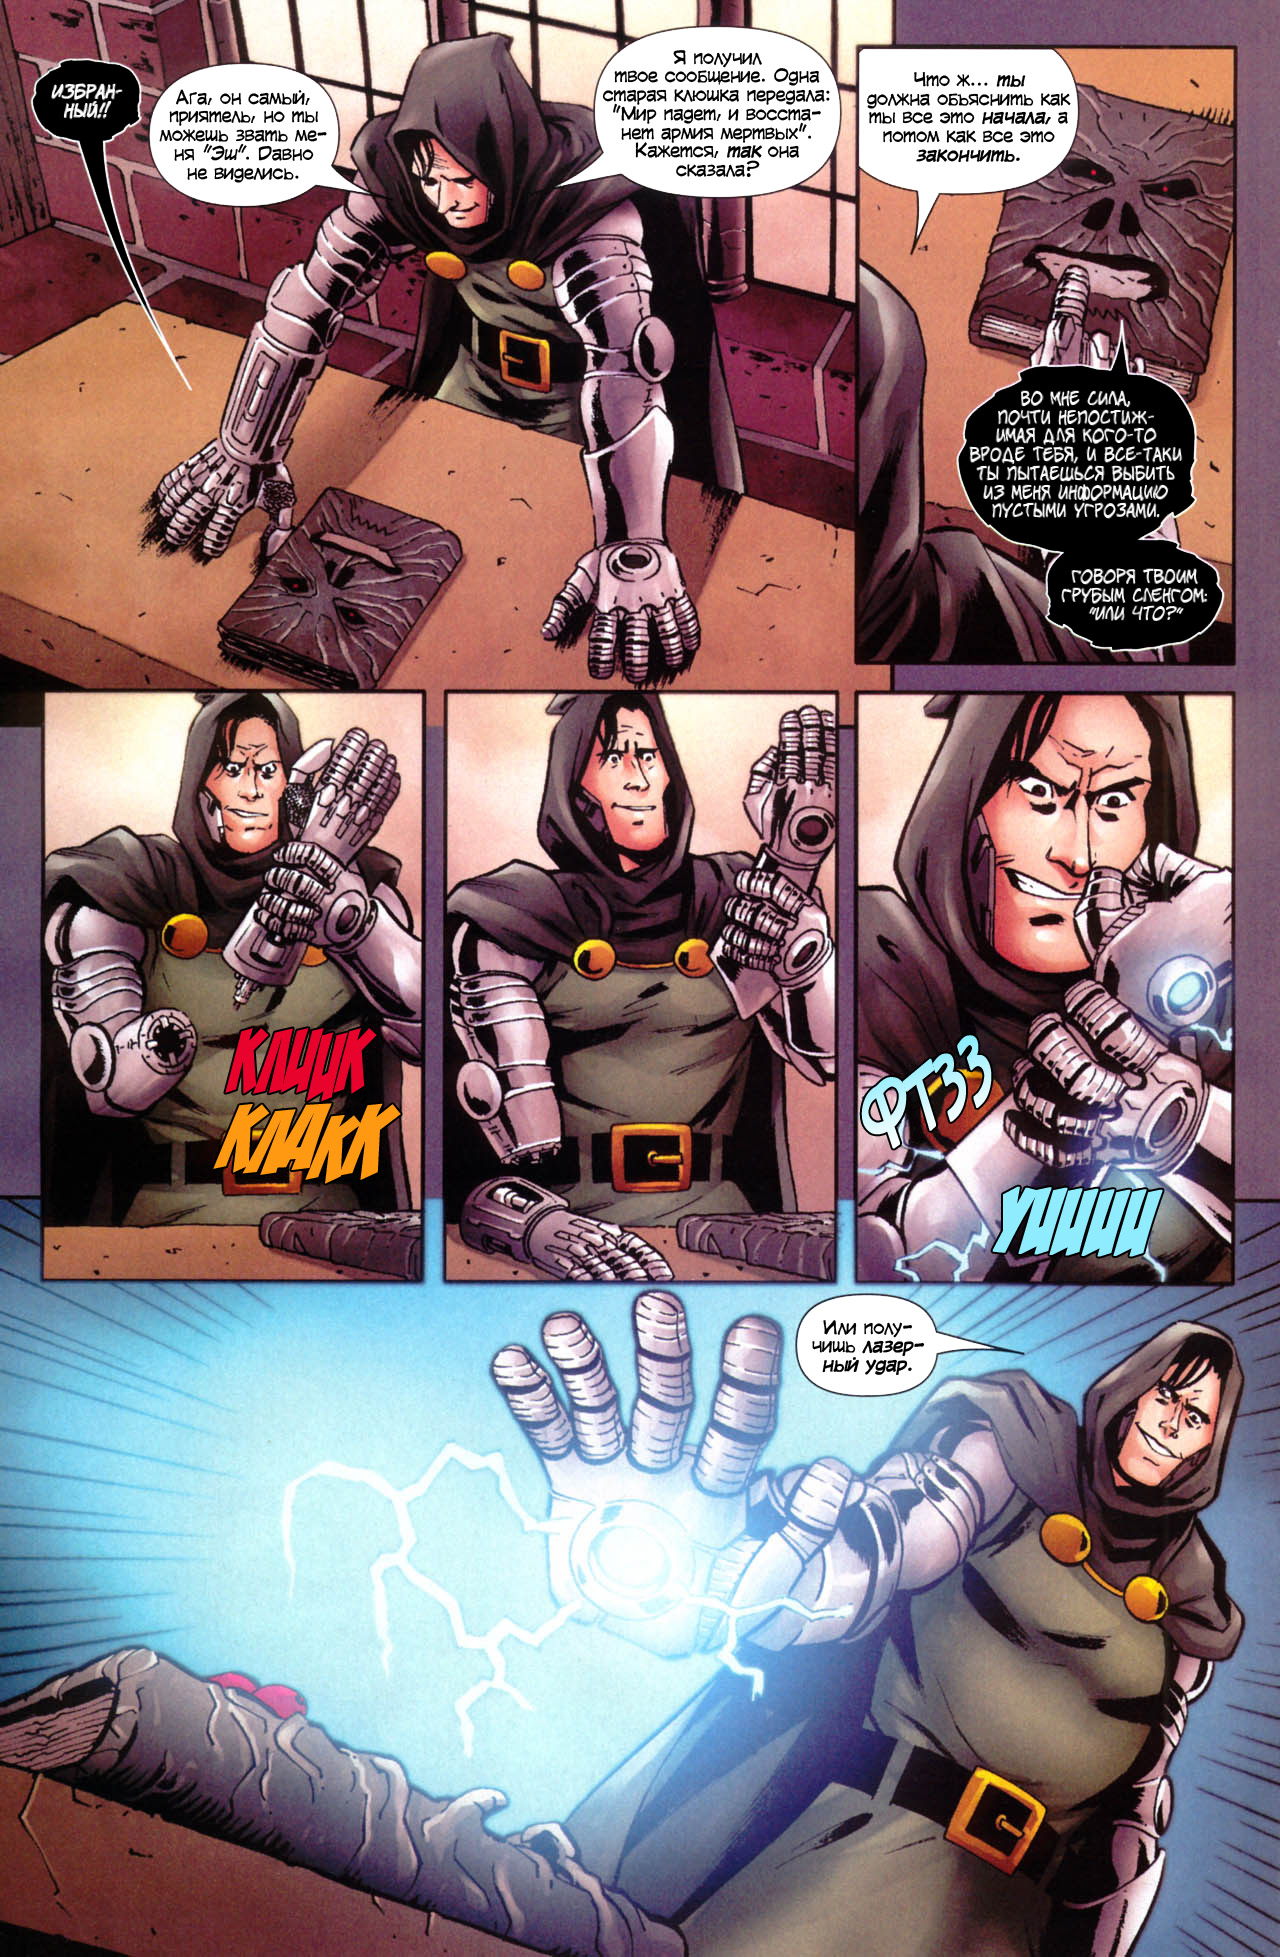 ИЗБРАН-
НЫЙ!!
Ага, он самый,
приятель, но ты
можешь звать ме-
ня "Эш". Давно
не виделись.
Я получил
твое сообщение. Одна
старая клюшка передала:
"Мир падет, и восста-
нет армия мертвых".
Кажется, так она
сказала?
Что ж... ты
должна объяснить как
ты все это начала, а
потом как все это
закончить.
ВО МНЕ СИЛА,
ПОЧТИ НЕПОСТИЖ-
ИМАЯ ДЛЯ КОГО-ТО
ВРОДЕ ТЕБЯ, И ВСЕ-ТАКИ
ТЫ ПЫТАЕШЬСЯ ВЫБИТЬ
ИЗ МЕНЯ ИНФОРМАЦИЮ
ПУСТЫМИ УГРОЗАМИ.
ГОВОРЯ ТВОИМ
ГРУБЫМ СЛЕНГОМ:
"ИЛИ ЧТО?"
КЛИЦК
КЛАКК
ФТЗЗ
УИИИИ
Или полу-
чишь лазер-
ный удар.